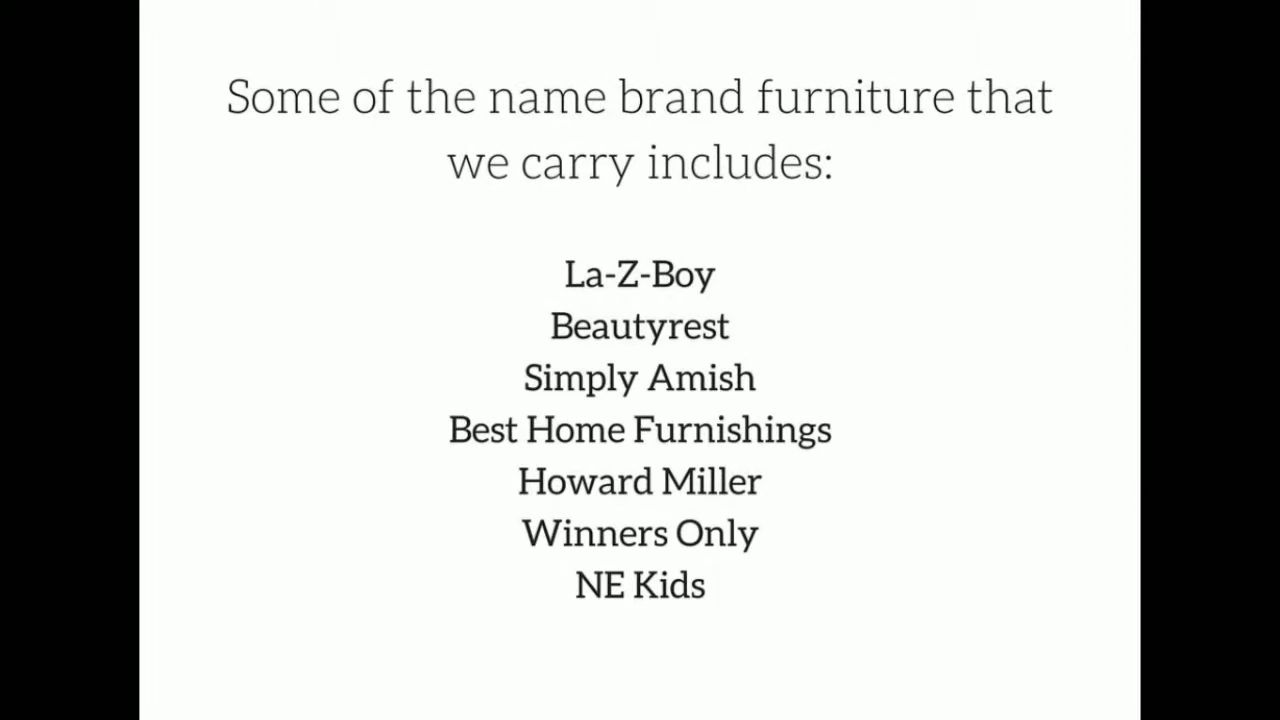 Some of the name brand furniture that
we carry includes:
La-Z-Boy
Beautyrest
Simply Amish
Best Home Furnishings
Howard Miller
Winners Only
NE Kids